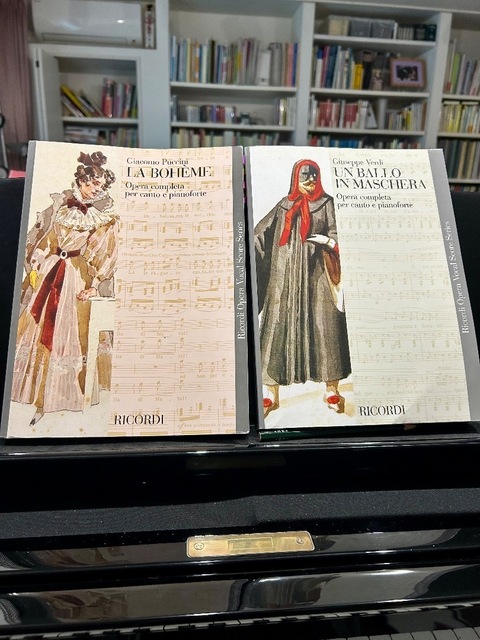 Giacomo Puccini
LA BOHÈME
Opera completa
per canto e pianoforte
Ricordi Opera Vocal Score Series
RICORDI
Giuseppe Verdi
UN BALLO
IN MASCHERA
Opera completa
per canto e pianoforte
Ricordi Opera Vocal Score Series
RICORDI